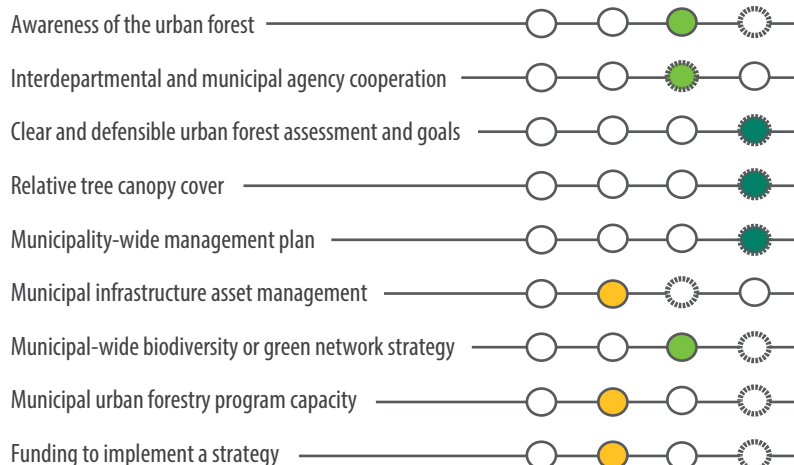 Awareness of the urban forest
Interdepartmental and municipal agency cooperation
Clear and defensible urban forest assessment and goals
Relative tree canopy cover
Municipality-wide management plan
Municipal infrastructure asset management
Municipal-wide biodiversity or green network strategy
Municipal urban forestry program capacity
Funding to implement a strategy